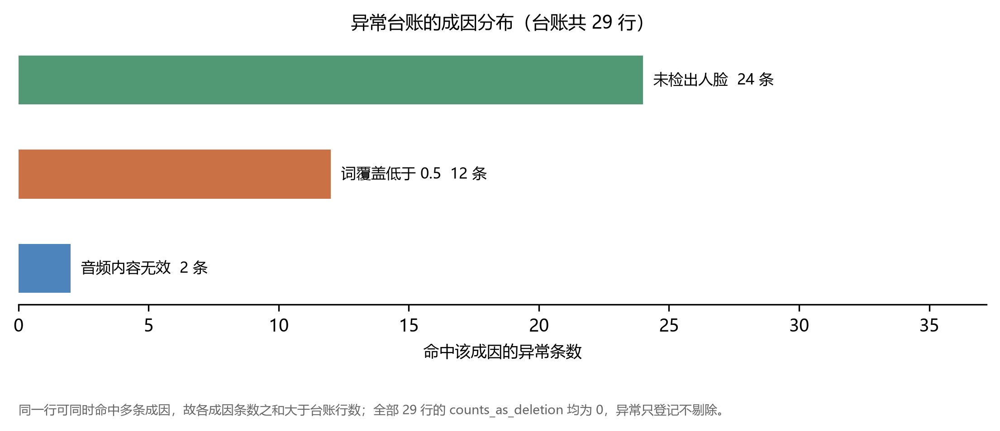 异常台账的成因分布（台账共 29 行）
未检出人脸 24 条
词覆盖低于 0.5 12 条
音频内容无效 2 条
0 5 10 15 20 25 30 35
命中该成因的异常条数
同一行可同时命中多条成因，故各成因条数之和大于台账行数；全部 29 行的 counts_as_deletion 均为 0，异常只登记不剔除。